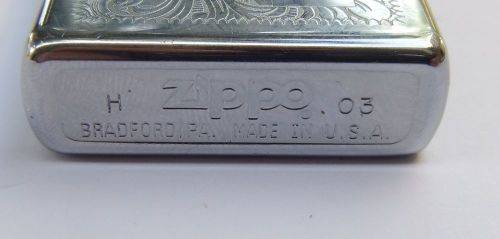 H Zippo . 03
BRADFORD, PA. MADE IN U.S.A.